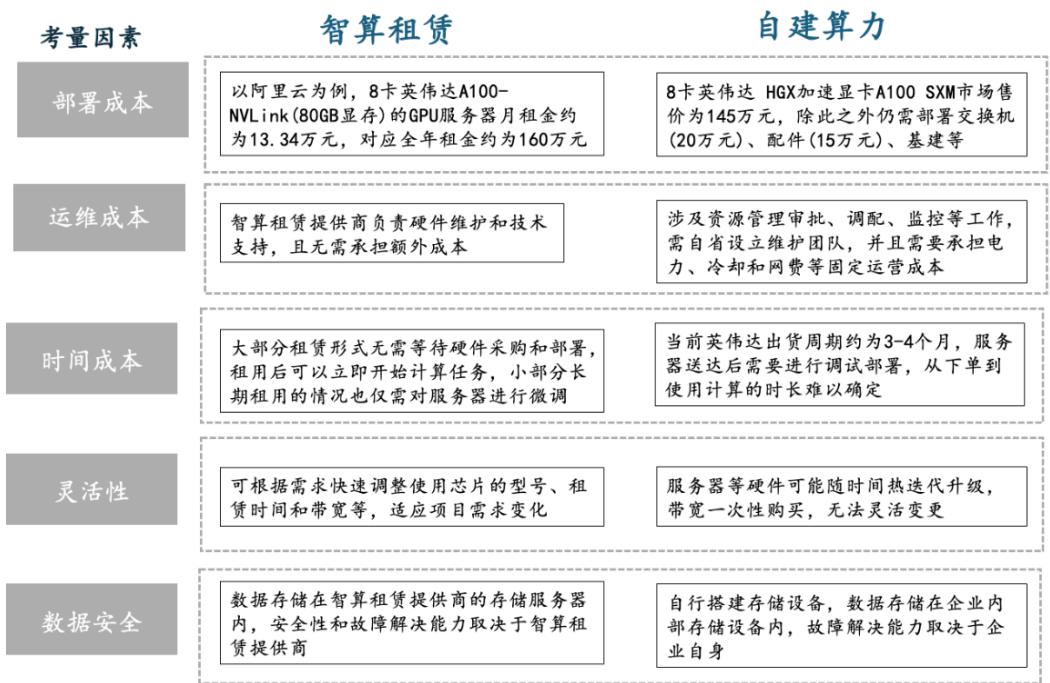 考量因素
智算租赁
自建算力
部署成本
以阿里云为例，8卡英伟达A100-
NVLink(80GB显存)的GPU服务器月租金约
为13.34万元，对应全年租金约为160万元
8卡英伟达 HGX加速显卡A100 SXM市场售
价为145万元，除此之外仍需部署交换机
(20万元)、配件(15万元)、基建等
运维成本
智算租赁提供商负责硬件维护和技术
支持，且无需承担额外成本
涉及资源管理审批、调配、监控等工作，
需自省设立维护团队，并且需要承担电
力、冷却和网费等固定运营成本
时间成本
大部分租赁形式无需等待硬件采购和部署，
租用后可以立即开始计算任务，小部分长
期租用的情况也仅需对服务器进行微调
当前英伟达出货周期约为3-4个月，服务
器送达后需要进行调试部署，从下单到
使用计算的时长难以确定
灵活性
可根据需求快速调整使用芯片的型号、租
赁时间和带宽等，适应项目需求变化
服务器等硬件可能随时间热迭代升级，
带宽一次性购买，无法灵活变更
数据安全
数据存储在智算租赁提供商的存储服务器
内，安全性和故障解决能力取决于智算租
赁提供商
自行搭建存储设备，数据存储在企业内
部存储设备内，故障解决能力取决于企
业自身